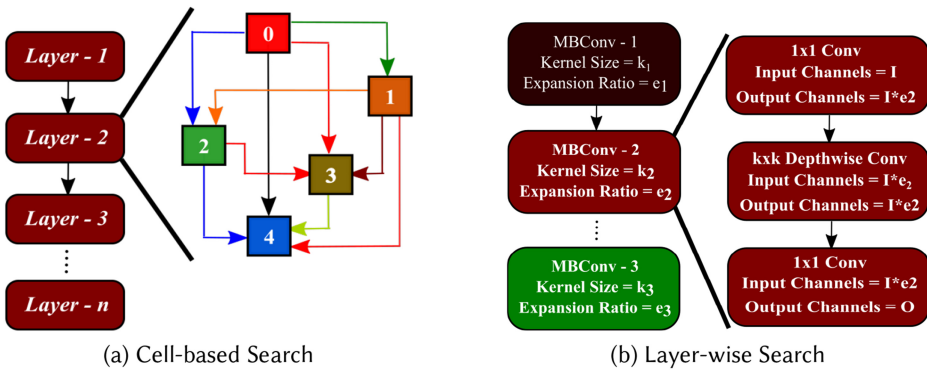 Layer - 1
Layer - 2
Layer - 3
Layer - n
0
1
2
3
4
(a) Cell-based Search
MBConv - 1
Kernel Size = k₁
Expansion Ratio = e₁
MBConv - 2
Kernel Size = k₂
Expansion Ratio = e₂
MBConv - 3
Kernel Size = k₃
Expansion Ratio = e₃
1x1 Conv
Input Channels = I
Output Channels = I*e2
kxk Depthwise Conv
Input Channels = I*e₂
Output Channels = I*e2
1x1 Conv
Input Channels = I*e2
Output Channels = O
(b) Layer-wise Search